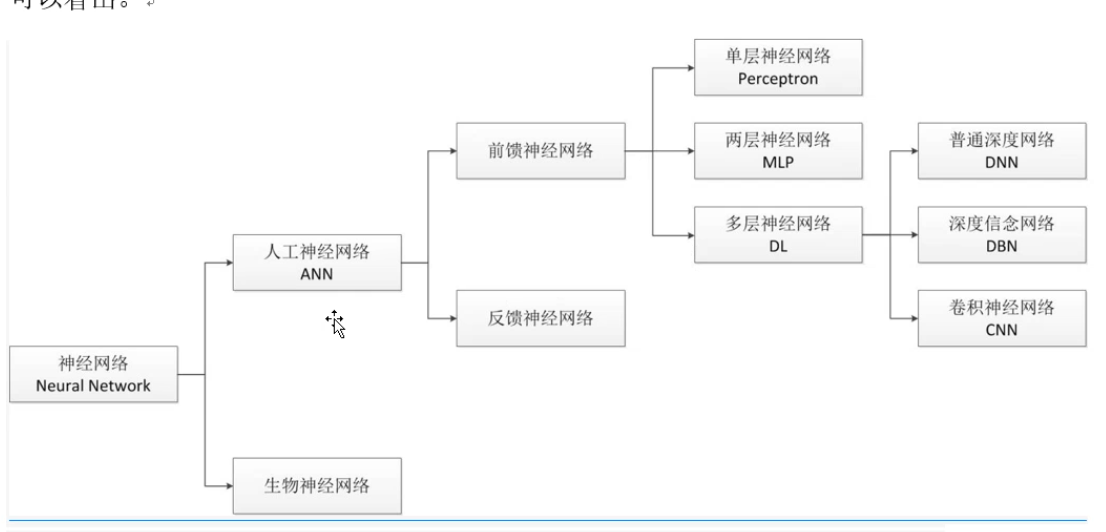 可以看出。
单层神经网络
Perceptron
前馈神经网络
两层神经网络
MLP
普通深度网络
DNN
人工神经网络
ANN
多层神经网络
DL
深度信念网络
DBN
反馈神经网络
卷积神经网络
CNN
神经网络
Neural Network
生物神经网络